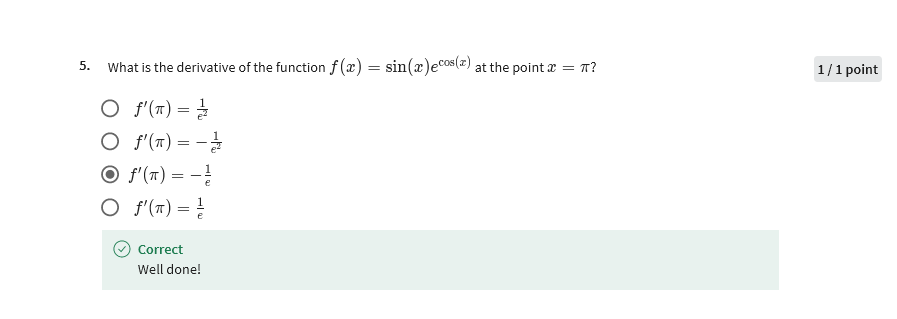 5. What is the derivative of the function f(x) = sin(x)e^cos(x) at the point x = π?
1 / 1 point
f′(π) = 1/e²
f′(π) = −1/e²
f′(π) = −1/e
f′(π) = 1/e
Correct
Well done!